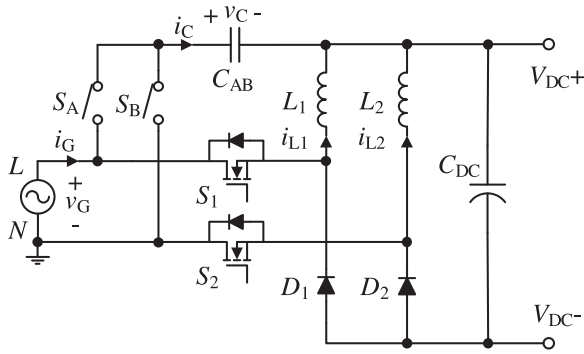 i_C + v_C -
C_AB
V_DC+
S_A S_B L_1 L_2
i_G i_L1 i_L2
C_DC
L +
v_G
S_1
N -
S_2 D_1 D_2
V_DC-